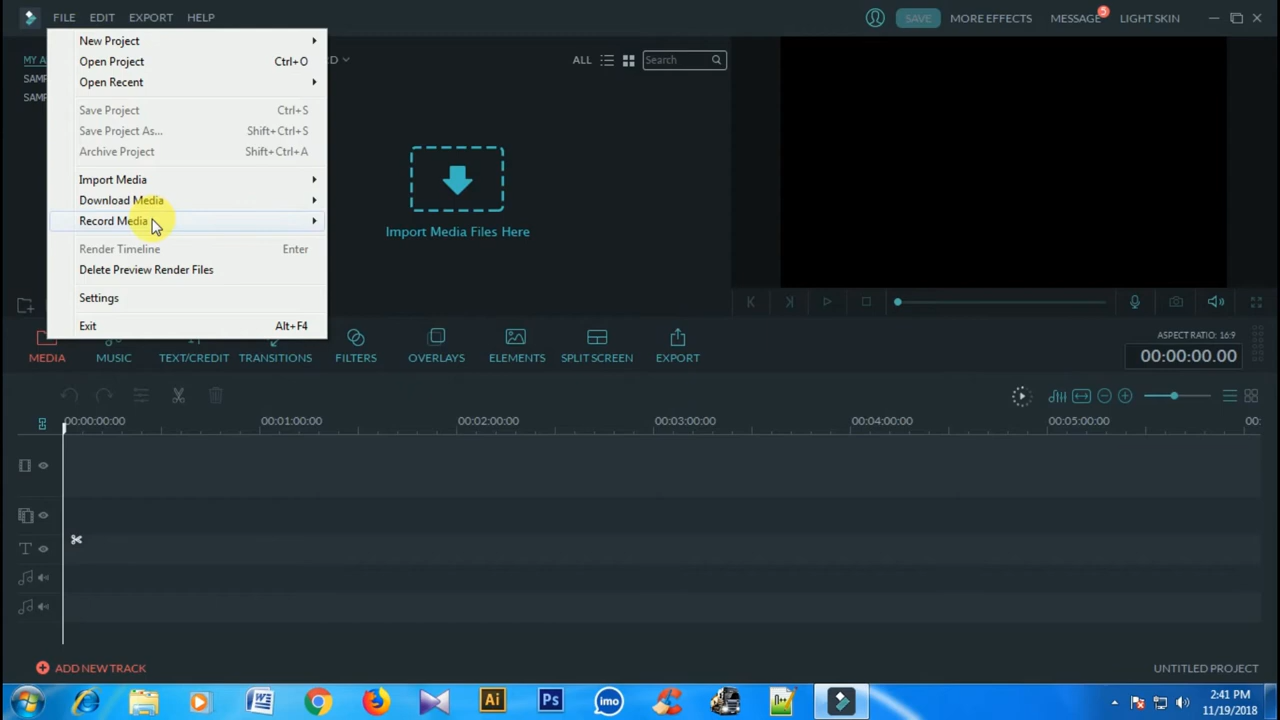 FILE EDIT EXPORT HELP SAVE MORE EFFECTS MESSAGE 5 LIGHT SKIN
New Project
Open Project Ctrl+O
Open Recent
Save Project Ctrl+S
Save Project As... Shift+Ctrl+S
Archive Project Shift+Ctrl+A
Import Media
Download Media
Record Media
Render Timeline Enter
Delete Preview Render Files
Settings
Exit Alt+F4
MY A
SAMP
SAMP
D ALL Search
Import Media Files Here
MEDIA MUSIC TEXT/CREDIT TRANSITIONS FILTERS OVERLAYS ELEMENTS SPLIT SCREEN EXPORT
ASPECT RATIO: 16:9
00:00:00.00
00:00:00:00 00:01:00:00 00:02:00:00 00:03:00:00 00:04:00:00 00:05:00:00 00:
T
ADD NEW TRACK UNTITLED PROJECT
W Ai Ps imo
2:41 PM
11/19/2018